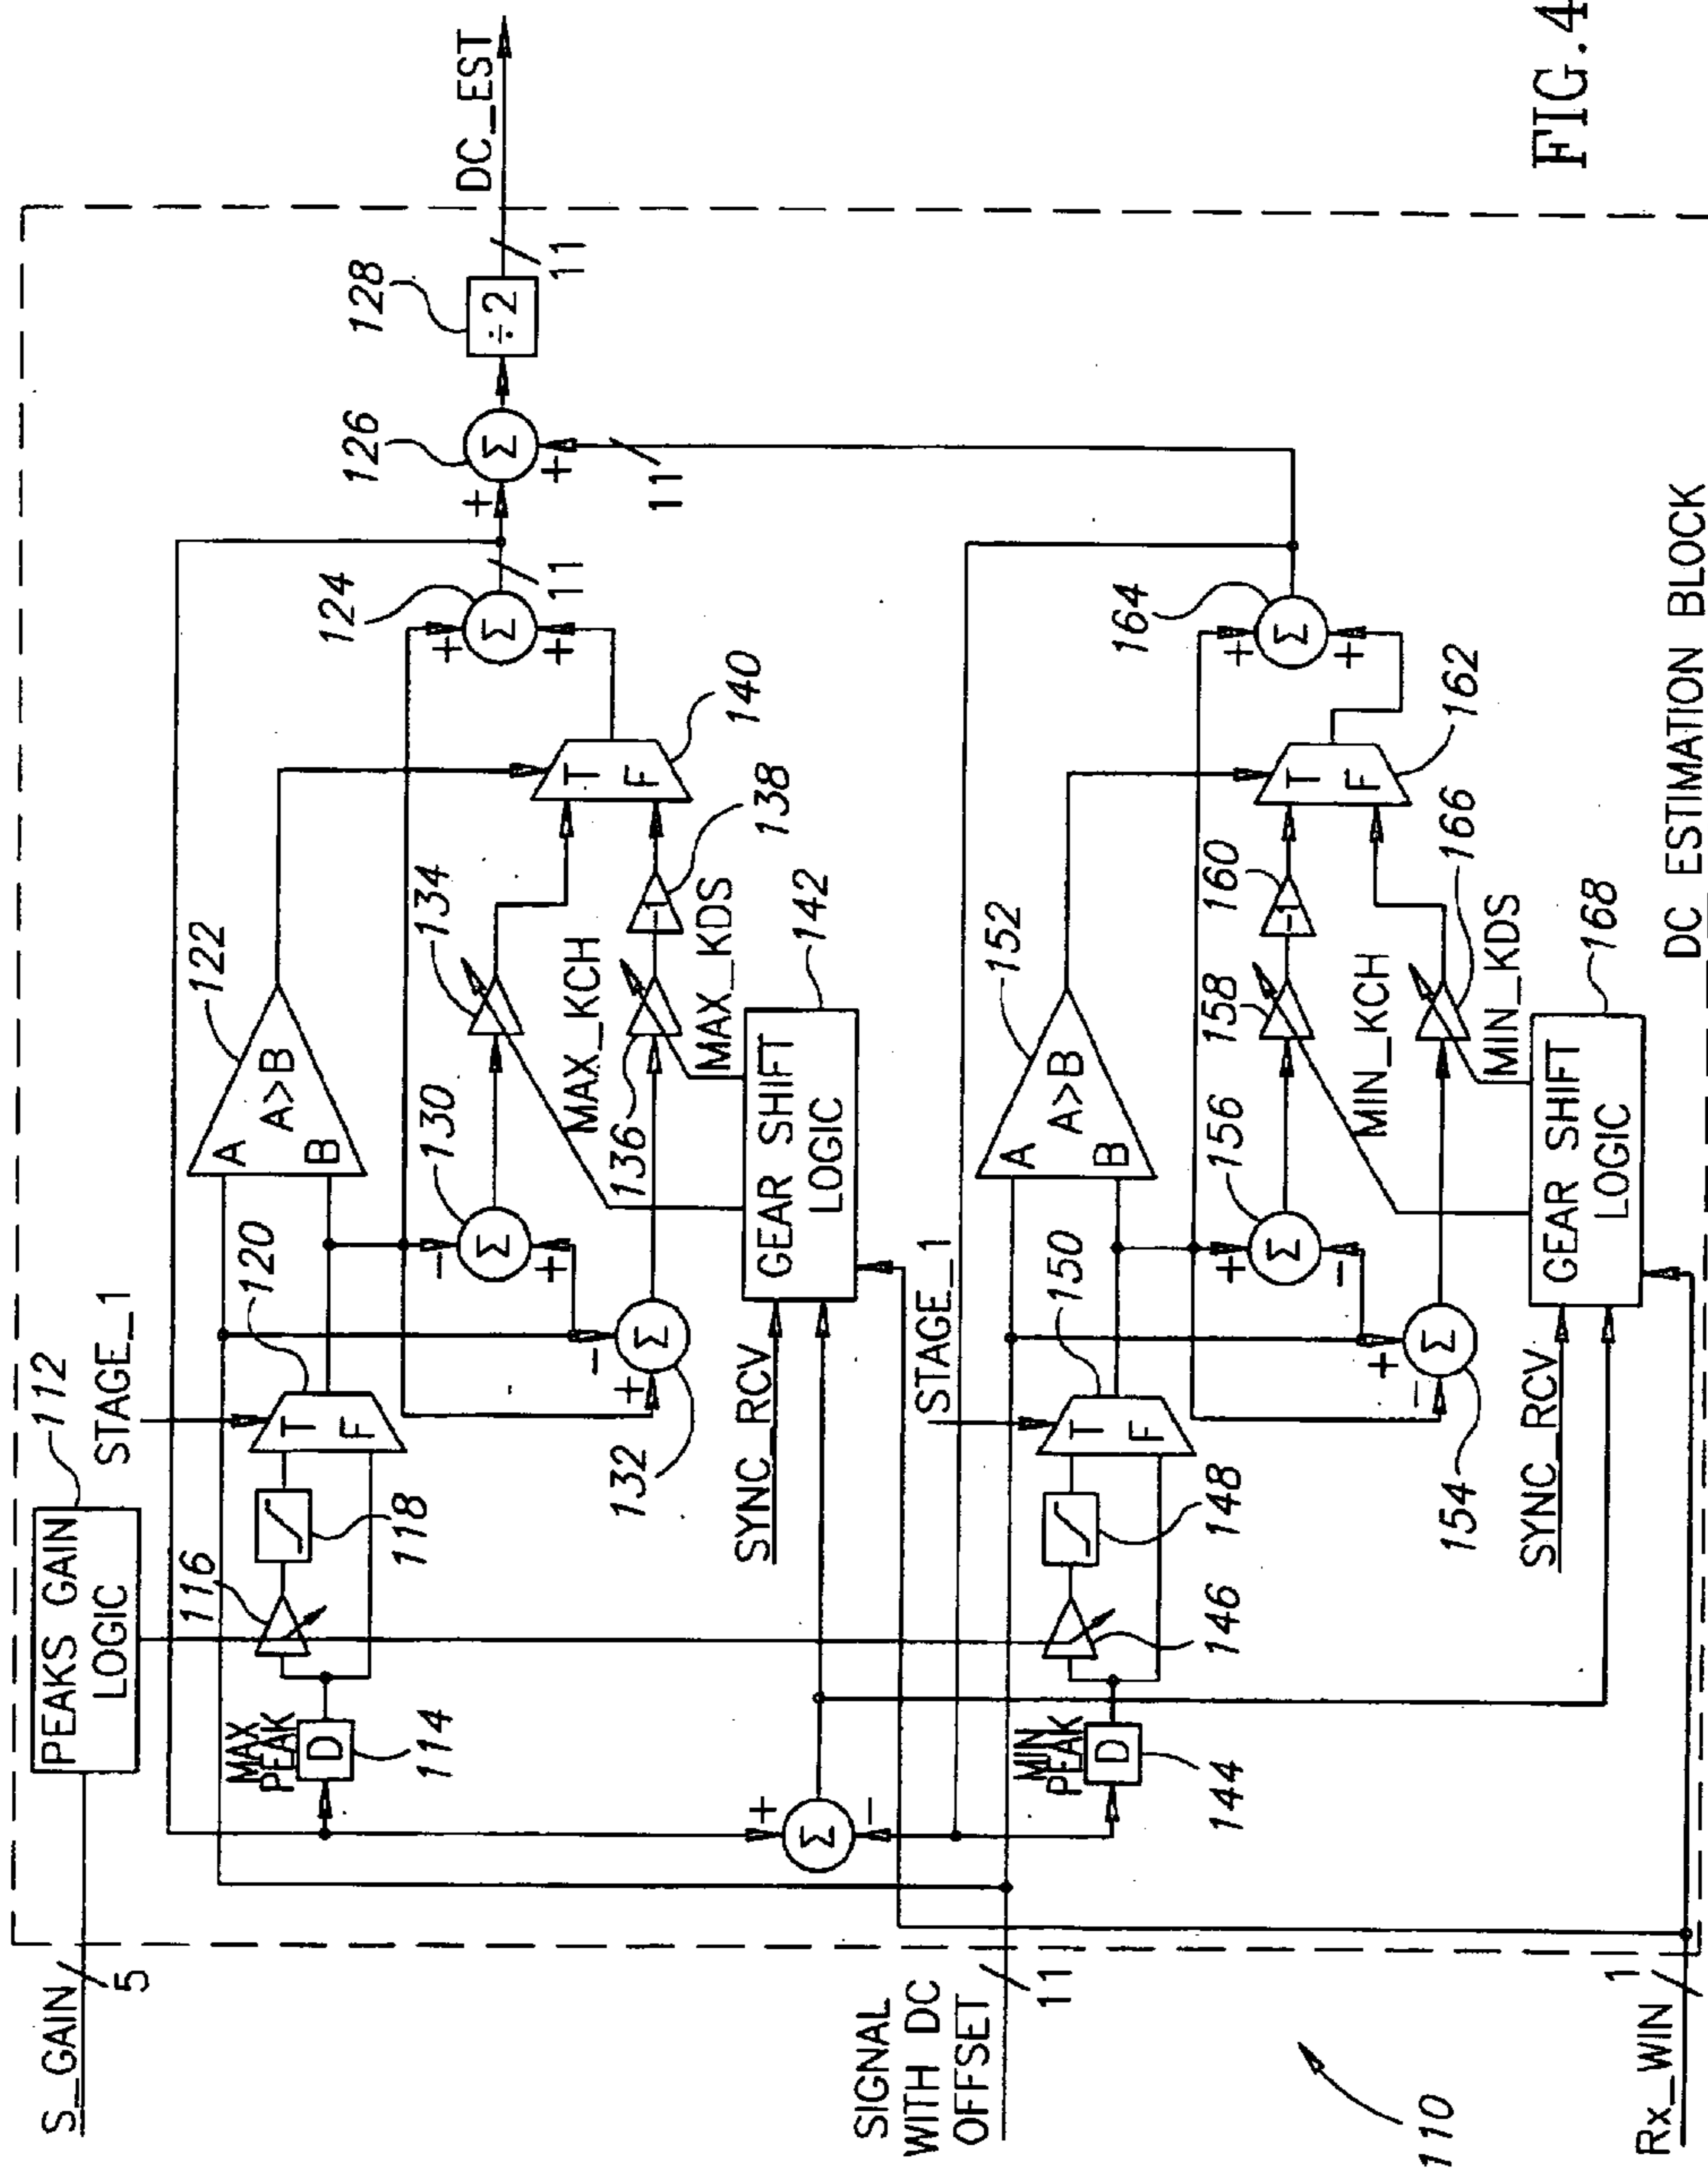 S_GAIN
5
PEAKS GAIN
LOGIC
112
STAGE_1
MAX
PEAK
D
114
116
118
T
F
120
A
A>B
B
122
Σ
130
Σ
132
134
136
MAX_KCH
MAX_KDS
-1
138
T
F
140
GEAR SHIFT
LOGIC
142
SYNC_RCV
Σ
124
11
Σ
126
11
÷2
128
11
DC_EST
Σ
SIGNAL
WITH DC
OFFSET
11
STAGE_1
MIN
PEAK
D
144
146
148
T
F
150
A
A>B
B
152
Σ
156
Σ
154
158
-1
160
MIN_KCH
MIN_KDS
166
T
F
162
Σ
164
GEAR SHIFT
LOGIC
168
SYNC_RCV
Rx_WIN
1
110
DC ESTIMATION BLOCK
FIG.4